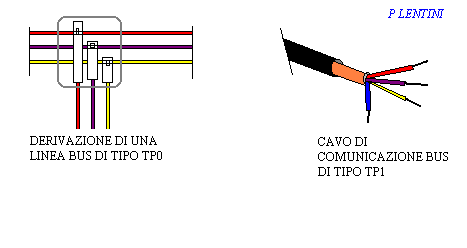 P LENTINI
DERIVAZIONE DI UNA
LINEA BUS DI TIPO TP0
CAVO DI
COMUNICAZIONE BUS
DI TIPO TP1